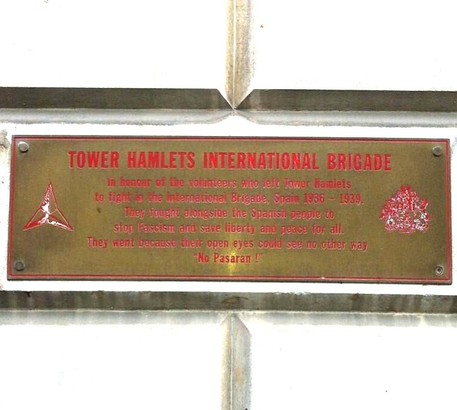 TOWER HAMLETS INTERNATIONAL BRIGADE
In honour of the volunteers who left Tower Hamlets
to fight in the International Brigade, Spain 1936 - 1939.
They fought alongside the Spanish people to
stop Fascism and save liberty and peace for all.
They went because their open eyes could see no other way
"No Pasaran !"